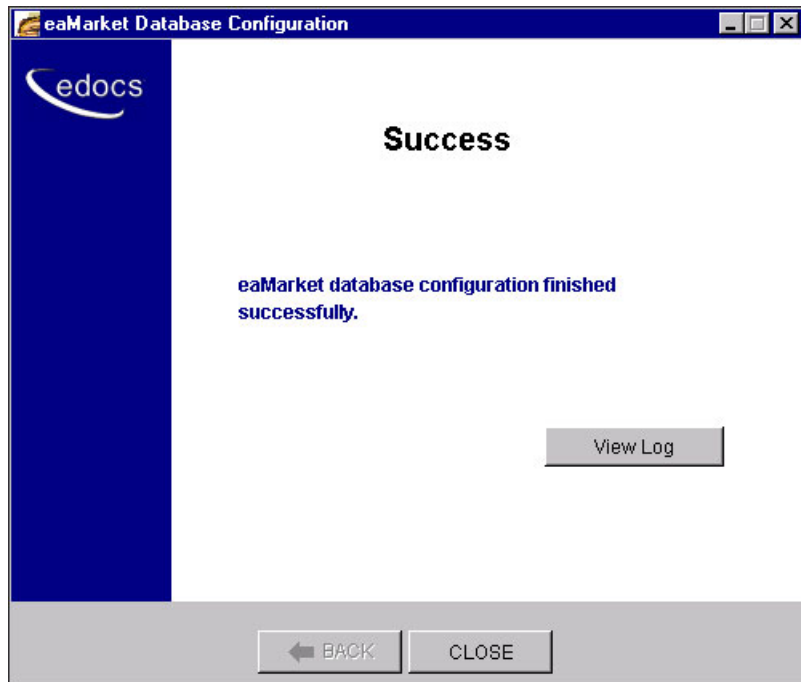 eaMarket Database Configuration
edocs
Success
eaMarket database configuration finished
successfully.
View Log
BACK
CLOSE